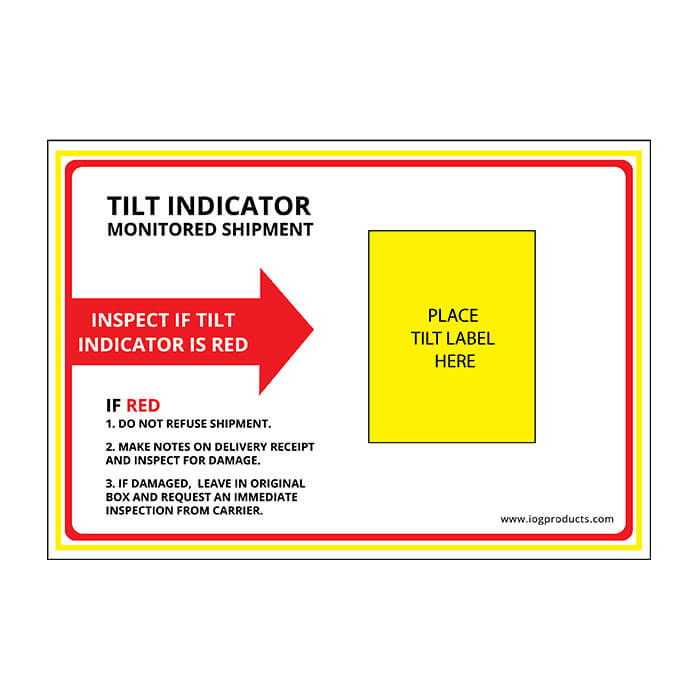 TILT INDICATOR
MONITORED SHIPMENT
INSPECT IF TILT
INDICATOR IS RED
IF RED
1. DO NOT REFUSE SHIPMENT.
2. MAKE NOTES ON DELIVERY RECEIPT
AND INSPECT FOR DAMAGE.
3. IF DAMAGED, LEAVE IN ORIGINAL
BOX AND REQUEST AN IMMEDIATE
INSPECTION FROM CARRIER.
PLACE
TILT LABEL
HERE
www.iogproducts.com